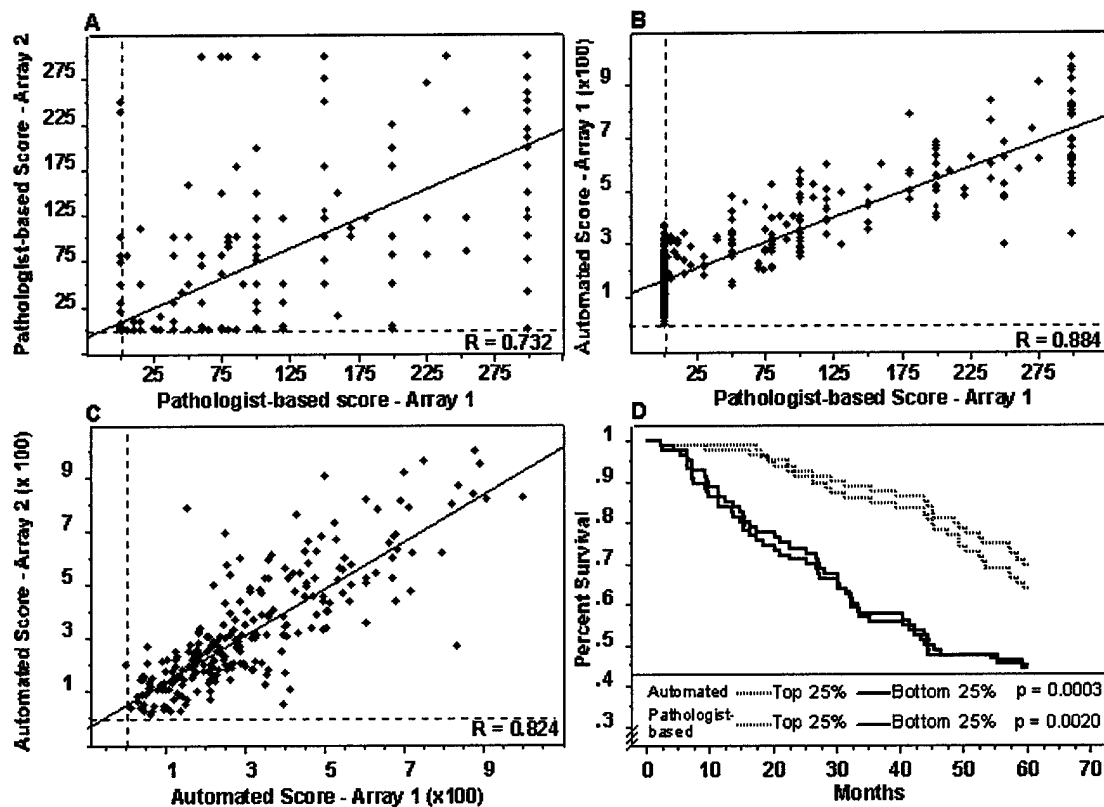 A
Pathologist-based Score - Array 2
275
225
175
125
75
25
R = 0.732
25 75 125 175 225 275
Pathologist-based score - Array 1
B
Automated Score - Array 1 (x100)
9
7
5
3
1
R = 0.884
25 75 125 175 225 275
Pathologist-based Score - Array 1
C
Automated Score - Array 2 (x 100)
9
7
5
3
1
R = 0.824
1 3 5 7 9
Automated Score - Array 1 (x100)
D
Percent Survival
1
.9
.8
.7
.6
.5
.4
.3
Automated Top 25% Bottom 25% p = 0.0003
Pathologist-based Top 25% Bottom 25% p = 0.0020
0 10 20 30 40 50 60 70
Months